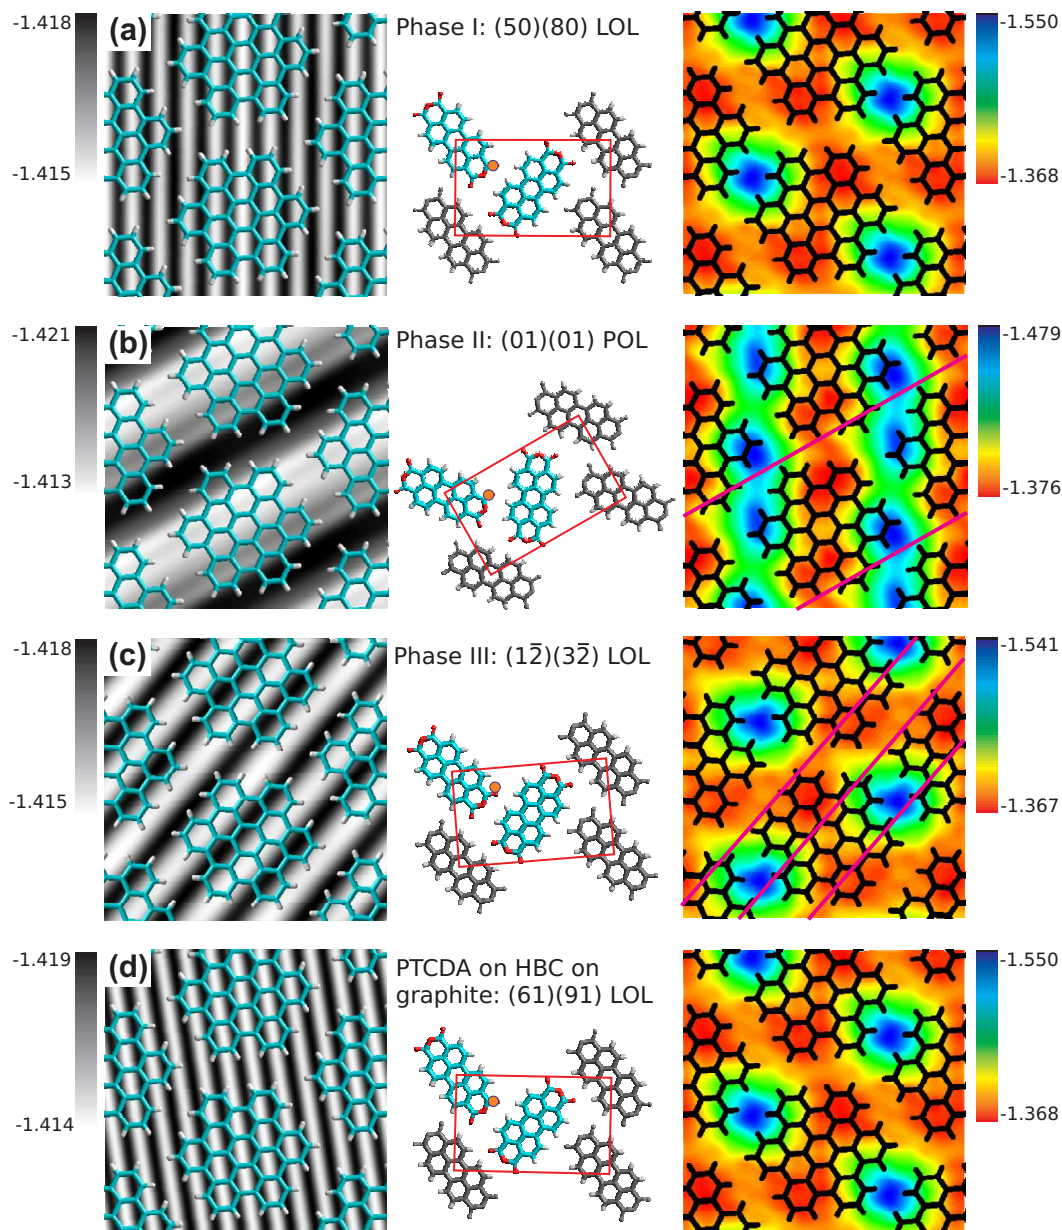 -1.418
(a)
Phase I: (50)(80) LOL
-1.550
-1.415
-1.368
-1.421
(b)
Phase II: (01)(01) POL
-1.479
-1.413
-1.376
-1.418
(c)
Phase III: (12̅)(32̅) LOL
-1.541
-1.415
-1.367
-1.419
(d)
PTCDA on HBC on
graphite: (61)(91) LOL
-1.550
-1.414
-1.368